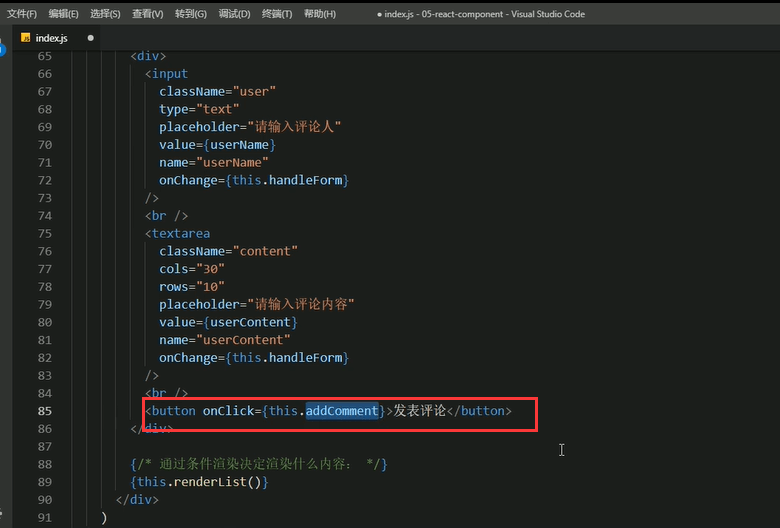 文件(F) 编辑(E) 选择(S) 查看(V) 转到(G) 调试(D) 终端(T) 帮助(H) ● index.js - 05-react-component - Visual Studio Code
JS index.js ●
65 <div>
66 <input
67 className="user"
68 type="text"
69 placeholder="请输入评论人"
70 value={userName}
71 name="userName"
72 onChange={this.handleForm}
73 />
74 <br />
75 <textarea
76 className="content"
77 cols="30"
78 rows="10"
79 placeholder="请输入评论内容"
80 value={userContent}
81 name="userContent"
82 onChange={this.handleForm}
83 />
84 <br />
85 <button onClick={this.addComment}>发表评论</button>
86 </div>
87
88 {/* 通过条件渲染决定渲染什么内容： */}
89 {this.renderList()}
90 </div>
91 )